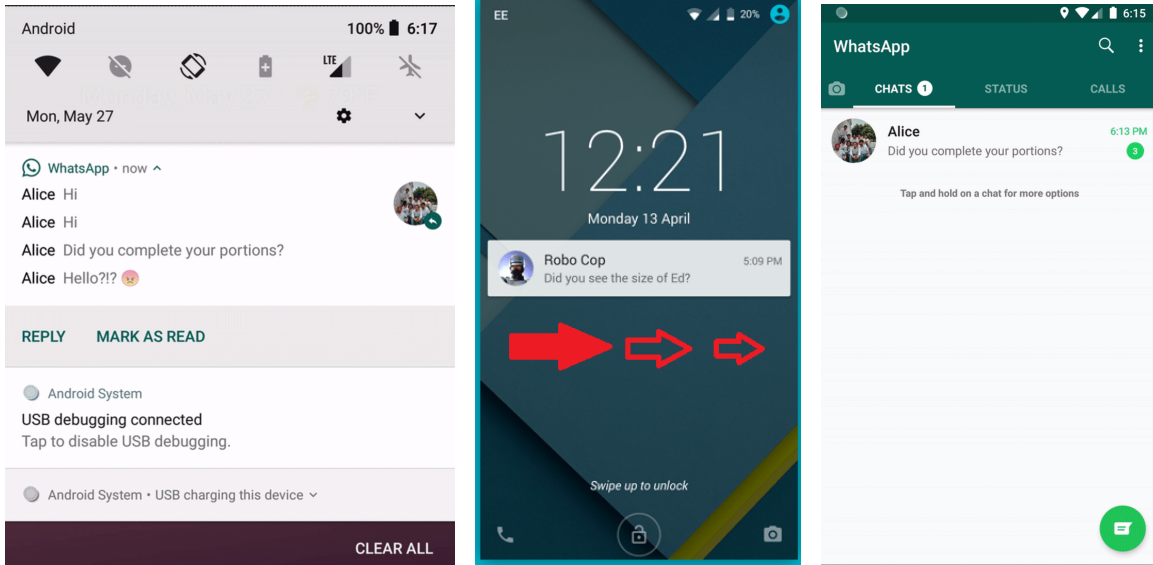 Android 100% 6:17
LTE
Mon, May 27
WhatsApp • now
Alice Hi
Alice Hi
Alice Did you complete your portions?
Alice Hello?!? 😡
REPLY MARK AS READ
Android System
USB debugging connected
Tap to disable USB debugging.
Android System • USB charging this device
CLEAR ALL
EE 20%
12:21
Monday 13 April
Robo Cop 5:09 PM
Did you see the size of Ed?
Swipe up to unlock
6:15
WhatsApp
CHATS 1 STATUS CALLS
Alice 6:13 PM
Did you complete your portions? 3
Tap and hold on a chat for more options